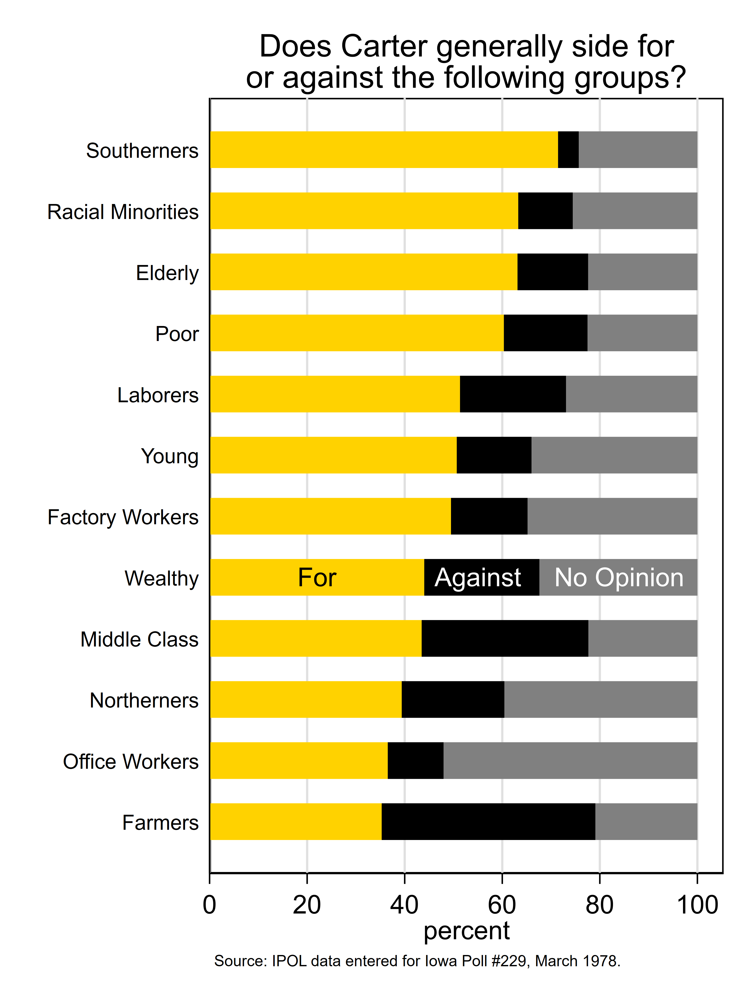 Does Carter generally side for
or against the following groups?
Southerners
Racial Minorities
Elderly
Poor
Laborers
Young
Factory Workers
Wealthy
For Against No Opinion
Middle Class
Northerners
Office Workers
Farmers
0 20 40 60 80 100
percent
Source: IPOL data entered for Iowa Poll #229, March 1978.